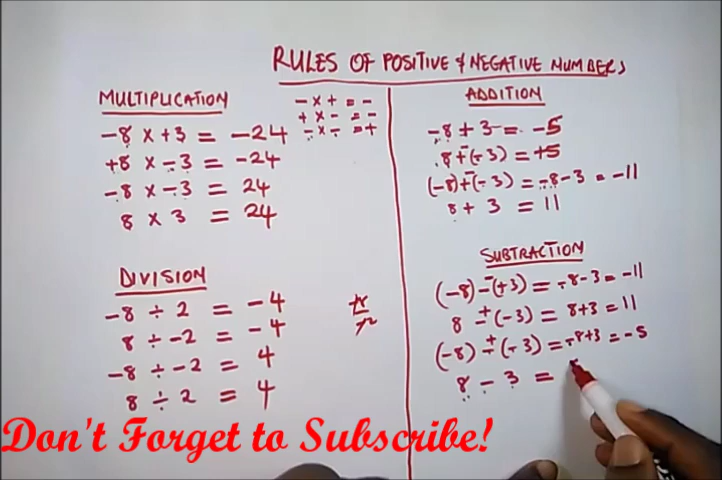 RULES OF POSITIVE & NEGATIVE NUMBERS
MULTIPLICATION
-8 x +3 = -24
+8 x -3 = -24
-8 x -3 = 24
8 x 3 = 24
- x + = -
+ x - = -
- x - = +
DIVISION
-8 ÷ 2 = -4
8 ÷ -2 = -4
-8 ÷ -2 = 4
8 ÷ 2 = 4
ADDITION
-8 + 3 = -5
8 + (-3) = +5
(-8) + (-3) = -8 - 3 = -11
8 + 3 = 11
SUBTRACTION
(-8) - (+3) = -8 - 3 = -11
8 - (-3) = 8 + 3 = 11
(-8) - (-3) = -8 + 3 = -5
8 - 3 =
Don't Forget to Subscribe!